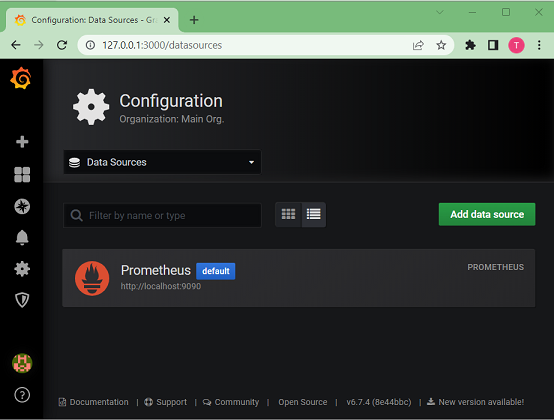 Configuration: Data Sources - Gr
127.0.0.1:3000/datasources
T
Configuration
Organization: Main Org.
Data Sources
Filter by name or type
Add data source
Prometheus default
PROMETHEUS
http://localhost:9090
Documentation | Support | Community | Open Source | v6.7.4 (8e44bbc) | New version available!